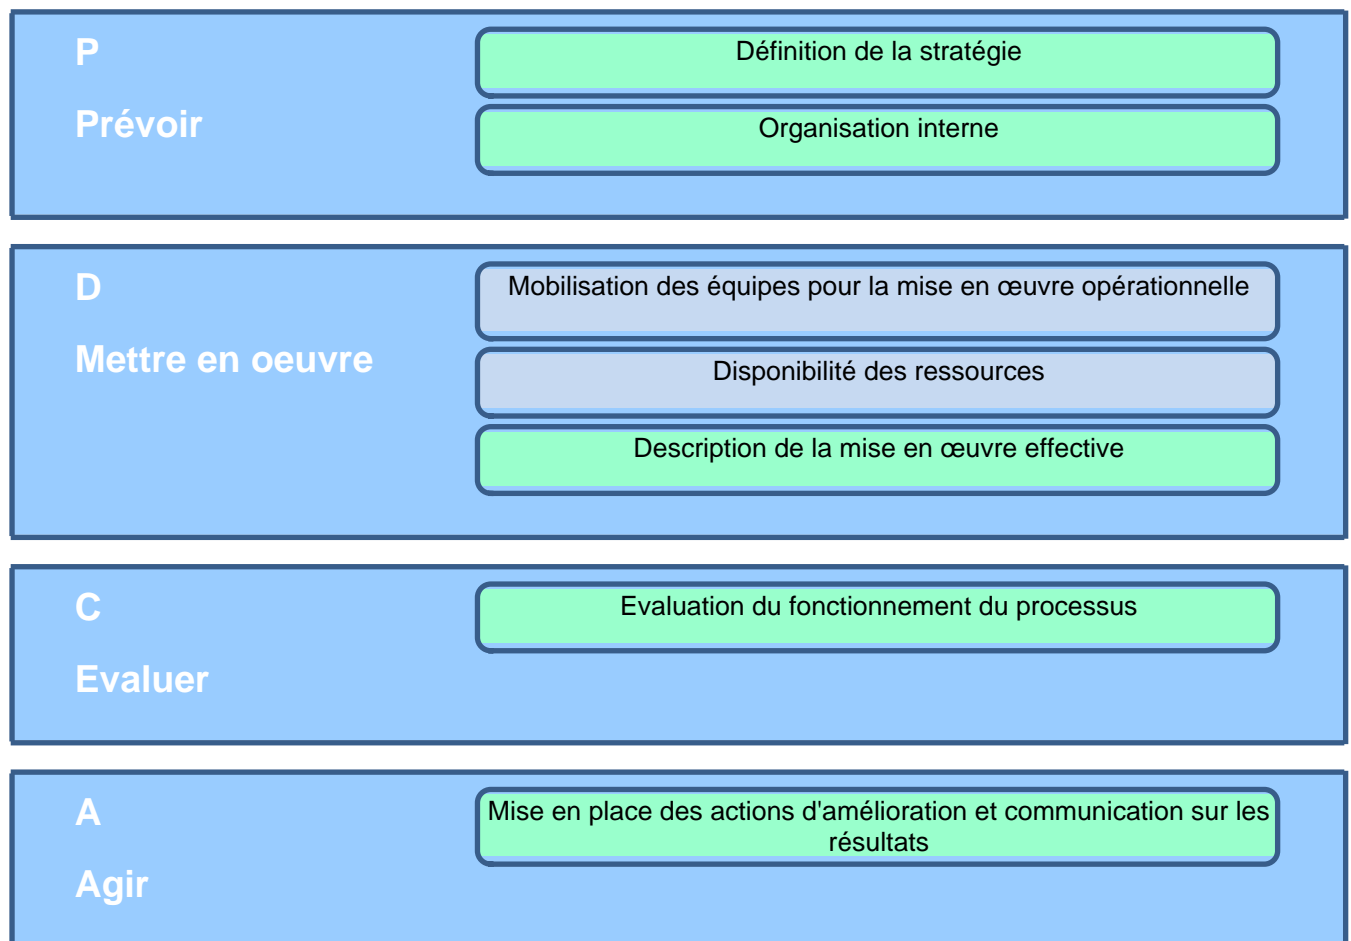 P
Prévoir
Définition de la stratégie
Organisation interne
D
Mettre en oeuvre
Mobilisation des équipes pour la mise en œuvre opérationnelle
Disponibilité des ressources
Description de la mise en œuvre effective
C
Evaluer
Evaluation du fonctionnement du processus
A
Agir
Mise en place des actions d'amélioration et communication sur les
résultats